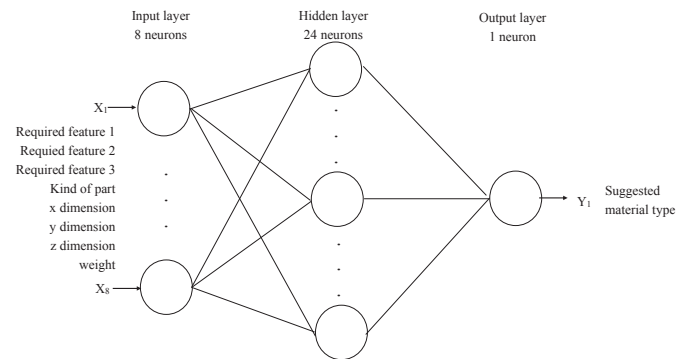 Input layer
8 neurons
Hidden layer
24 neurons
Output layer
1 neuron
X1
Required feature 1
Requied feature 2
Required feature 3
Kind of part
x dimension
y dimension
z dimension
weight
X8
Y1
Suggested
material type